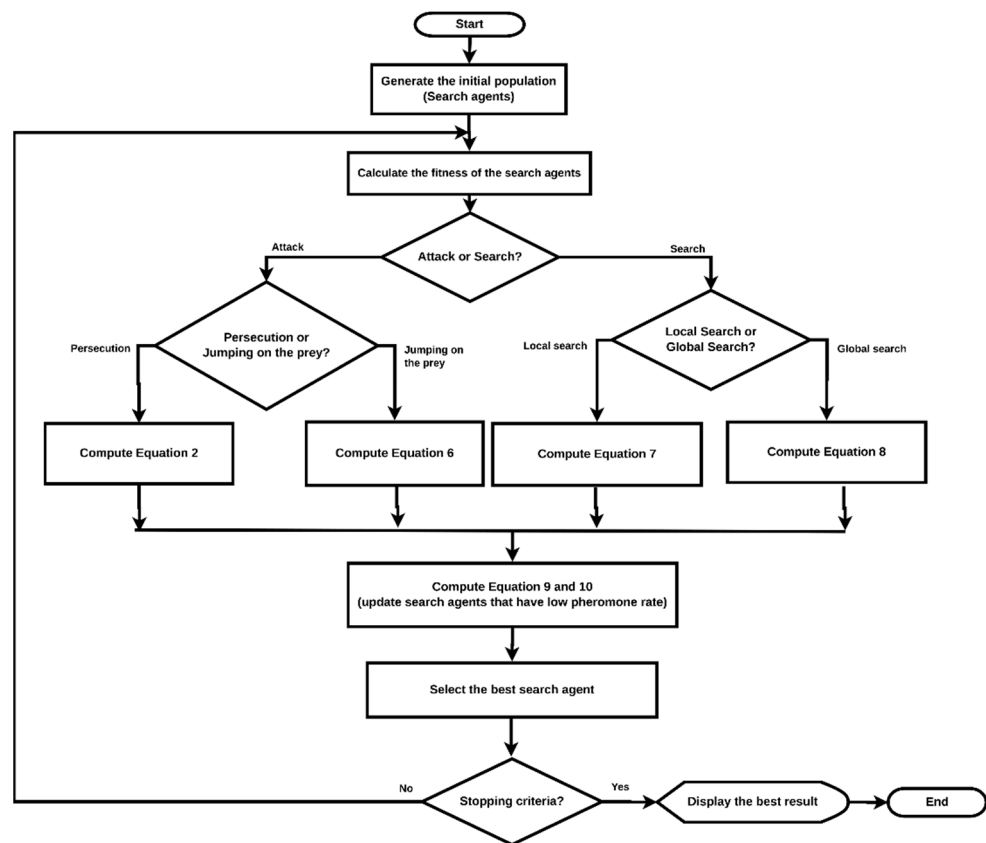 Start
Generate the initial population
(Search agents)
Calculate the fitness of the search agents
Attack or Search?
Attack
Search
Persecution or
Jumping on the prey?
Local Search or
Global Search?
Persecution
Jumping on
the prey
Local search
Global search
Compute Equation 2
Compute Equation 6
Compute Equation 7
Compute Equation 8
Compute Equation 9 and 10
(update search agents that have low pheromone rate)
Select the best search agent
Stopping criteria?
No
Yes
Display the best result
End